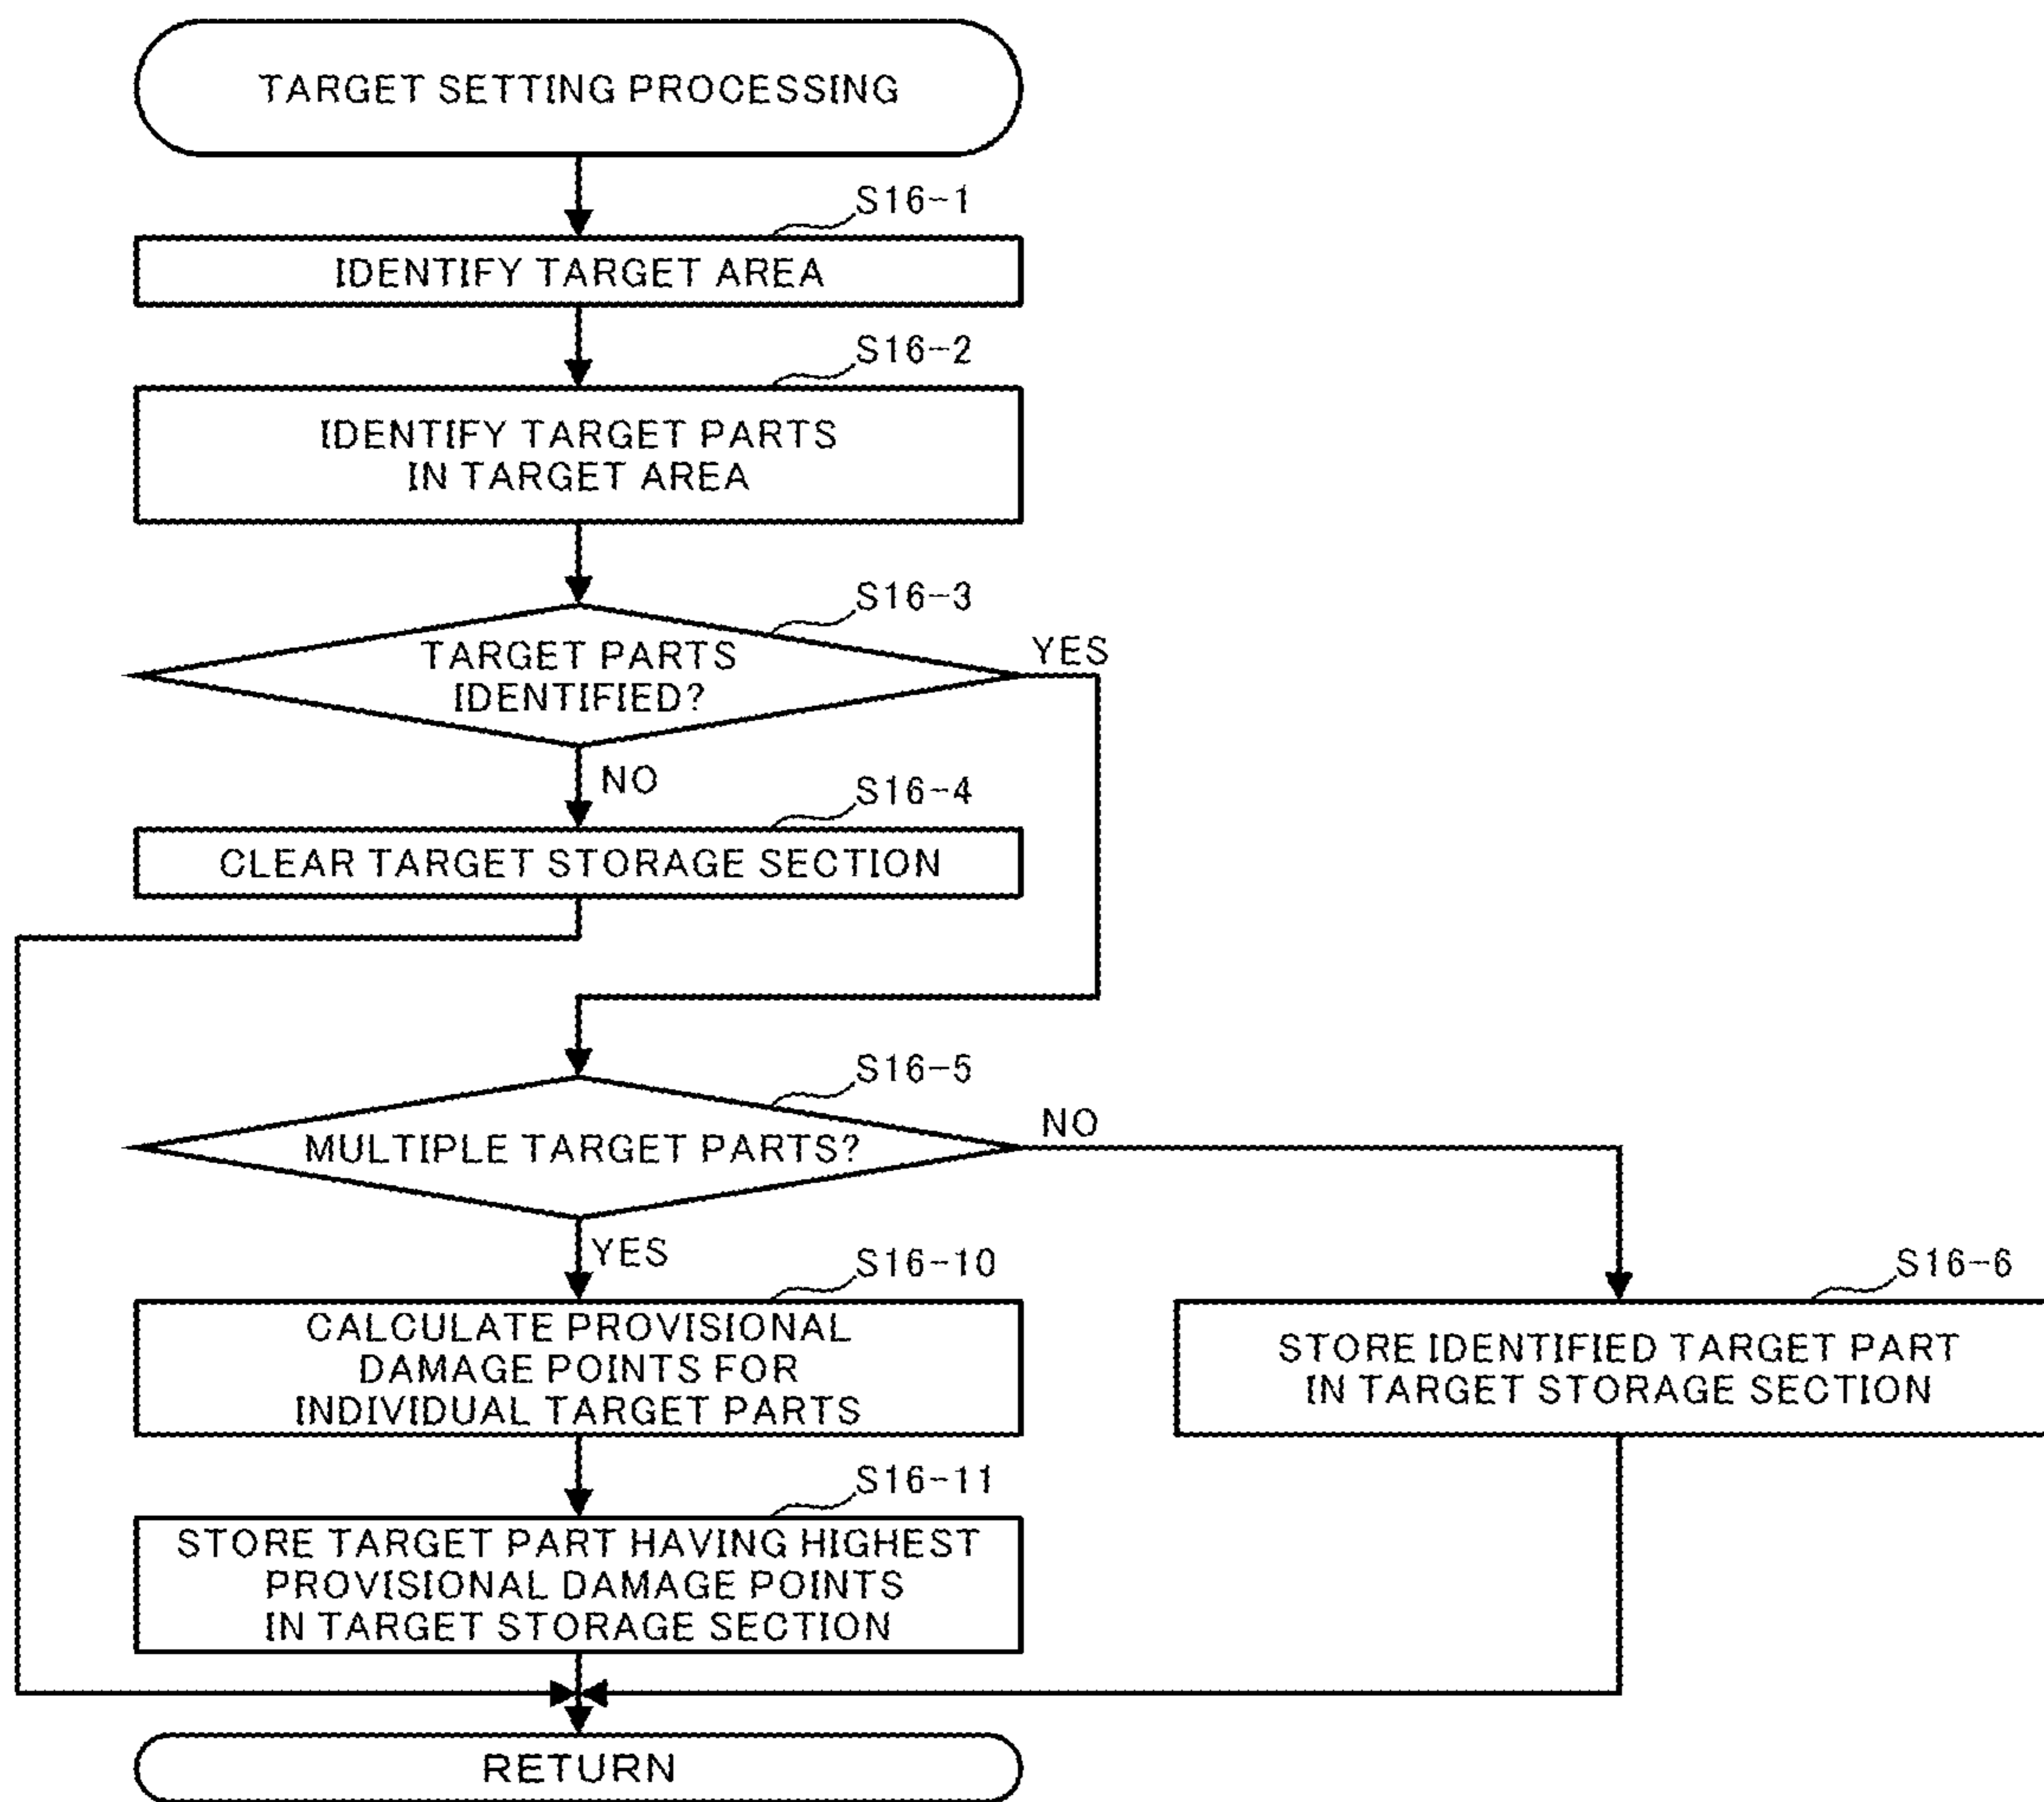 TARGET SETTING PROCESSING
S16-1
IDENTIFY TARGET AREA
S16-2
IDENTIFY TARGET PARTS
IN TARGET AREA
S16-3
TARGET PARTS
IDENTIFIED?
YES
NO
S16-4
CLEAR TARGET STORAGE SECTION
S16-5
MULTIPLE TARGET PARTS?
NO
YES
S16-10
CALCULATE PROVISIONAL
DAMAGE POINTS FOR
INDIVIDUAL TARGET PARTS
S16-6
STORE IDENTIFIED TARGET PART
IN TARGET STORAGE SECTION
S16-11
STORE TARGET PART HAVING HIGHEST
PROVISIONAL DAMAGE POINTS
IN TARGET STORAGE SECTION
RETURN